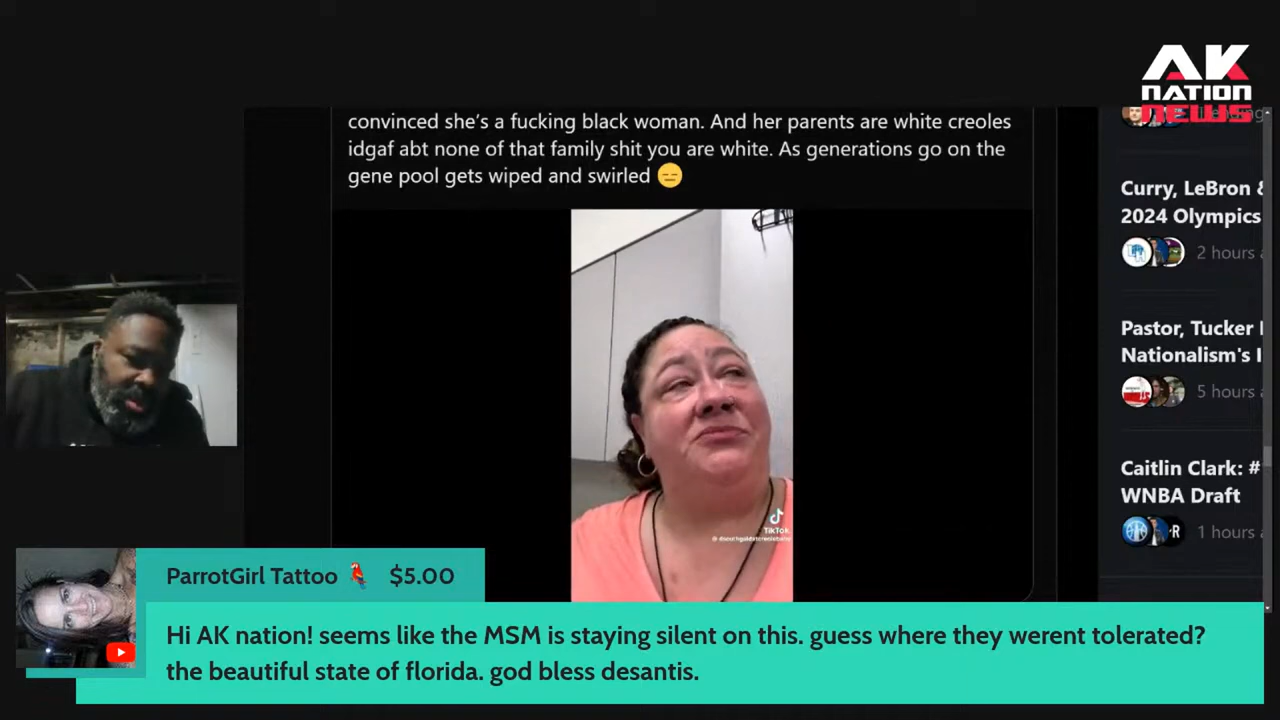 AK
NATION
NEWS
convinced she's a fucking black woman. And her parents are white creoles
idgaf abt none of that family shit you are white. As generations go on the
gene pool gets wiped and swirled 😑
Curry, LeBron &
2024 Olympics
2 hours a
Pastor, Tucker
Nationalism's
5 hours a
Caitlin Clark: #
WNBA Draft
1 hours a
TikTok
ParrotGirl Tattoo 🦜 $5.00
Hi AK nation! seems like the MSM is staying silent on this. guess where they werent tolerated?
the beautiful state of florida. god bless desantis.